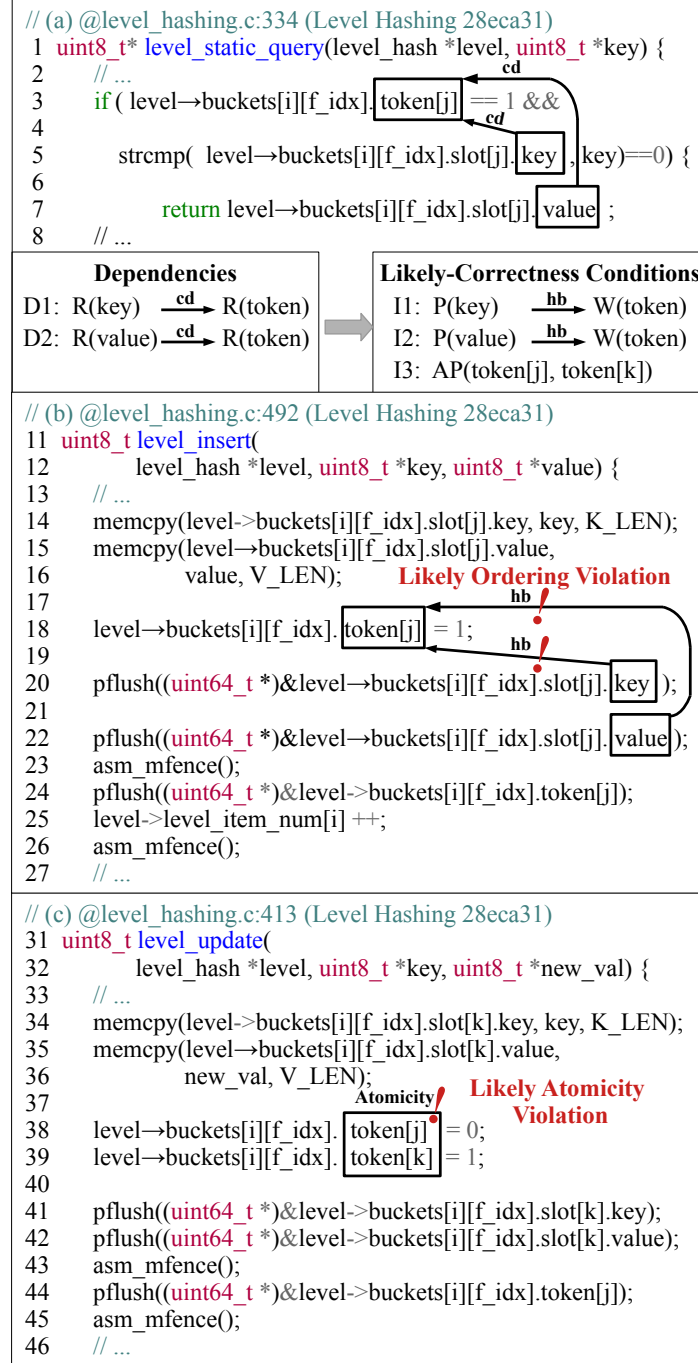 // (a) @level_hashing.c:334 (Level Hashing 28eca31)
1 uint8_t* level_static_query(level_hash *level, uint8_t *key) {
2 // ...
cd
3 if ( level→buckets[i][f_idx]. token[j] == 1 &&
4
cd
5 strcmp( level→buckets[i][f_idx].slot[j]. key , key)==0) {
6
7 return level→buckets[i][f_idx].slot[j]. value ;
8 // ...
Dependencies
D1: R(key) cd→ R(token)
D2: R(value) cd→ R(token)
Likely-Correctness Conditions
I1: P(key) hb→ W(token)
I2: P(value) hb→ W(token)
I3: AP(token[j], token[k])
// (b) @level_hashing.c:492 (Level Hashing 28eca31)
11 uint8_t level_insert(
12 level_hash *level, uint8_t *key, uint8_t *value) {
13 // ...
14 memcpy(level->buckets[i][f_idx].slot[j].key, key, K_LEN);
15 memcpy(level→buckets[i][f_idx].slot[j].value,
16 value, V_LEN); Likely Ordering Violation
17 hb !
18 level→buckets[i][f_idx]. token[j] = 1;
19 hb !
20 pflush((uint64_t *)&level→buckets[i][f_idx].slot[j]. key );
21
22 pflush((uint64_t *)&level→buckets[i][f_idx].slot[j]. value );
23 asm_mfence();
24 pflush((uint64_t *)&level->buckets[i][f_idx].token[j]);
25 level->level_item_num[i] ++;
26 asm_mfence();
27 // ...
// (c) @level_hashing.c:413 (Level Hashing 28eca31)
31 uint8_t level_update(
32 level_hash *level, uint8_t *key, uint8_t *new_val) {
33 // ...
34 memcpy(level->buckets[i][f_idx].slot[k].key, key, K_LEN);
35 memcpy(level→buckets[i][f_idx].slot[k].value,
36 new_val, V_LEN);
37 Atomicity ! Likely Atomicity
Violation
38 level→buckets[i][f_idx]. token[j] = 0;
39 level→buckets[i][f_idx]. token[k] = 1;
40
41 pflush((uint64_t *)&level->buckets[i][f_idx].slot[k].key);
42 pflush((uint64_t *)&level->buckets[i][f_idx].slot[k].value);
43 asm_mfence();
44 pflush((uint64_t *)&level->buckets[i][f_idx].token[j]);
45 asm_mfence();
46 // ...